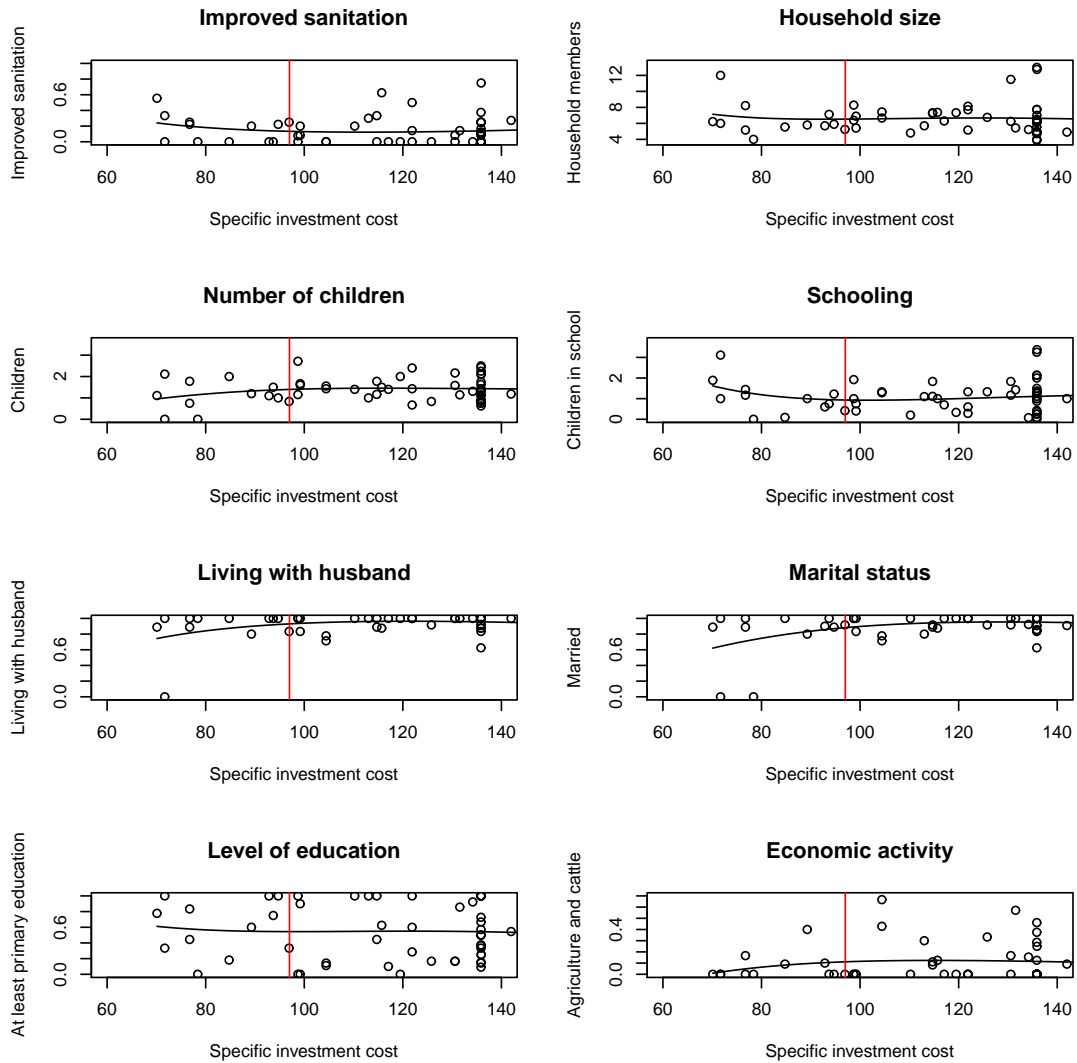 Improved sanitation
Improved sanitation
0.0 0.6
60 80 100 120 140
Specific investment cost
Household size
Household members
4 8 12
60 80 100 120 140
Specific investment cost
Number of children
Children
0 2
60 80 100 120 140
Specific investment cost
Schooling
Children in school
0 2
60 80 100 120 140
Specific investment cost
Living with husband
Living with husband
0.0 0.6
60 80 100 120 140
Specific investment cost
Marital status
Married
0.0 0.6
60 80 100 120 140
Specific investment cost
Level of education
At least primary education
0.0 0.6
60 80 100 120 140
Specific investment cost
Economic activity
Agriculture and cattle
0.0 0.4
60 80 100 120 140
Specific investment cost